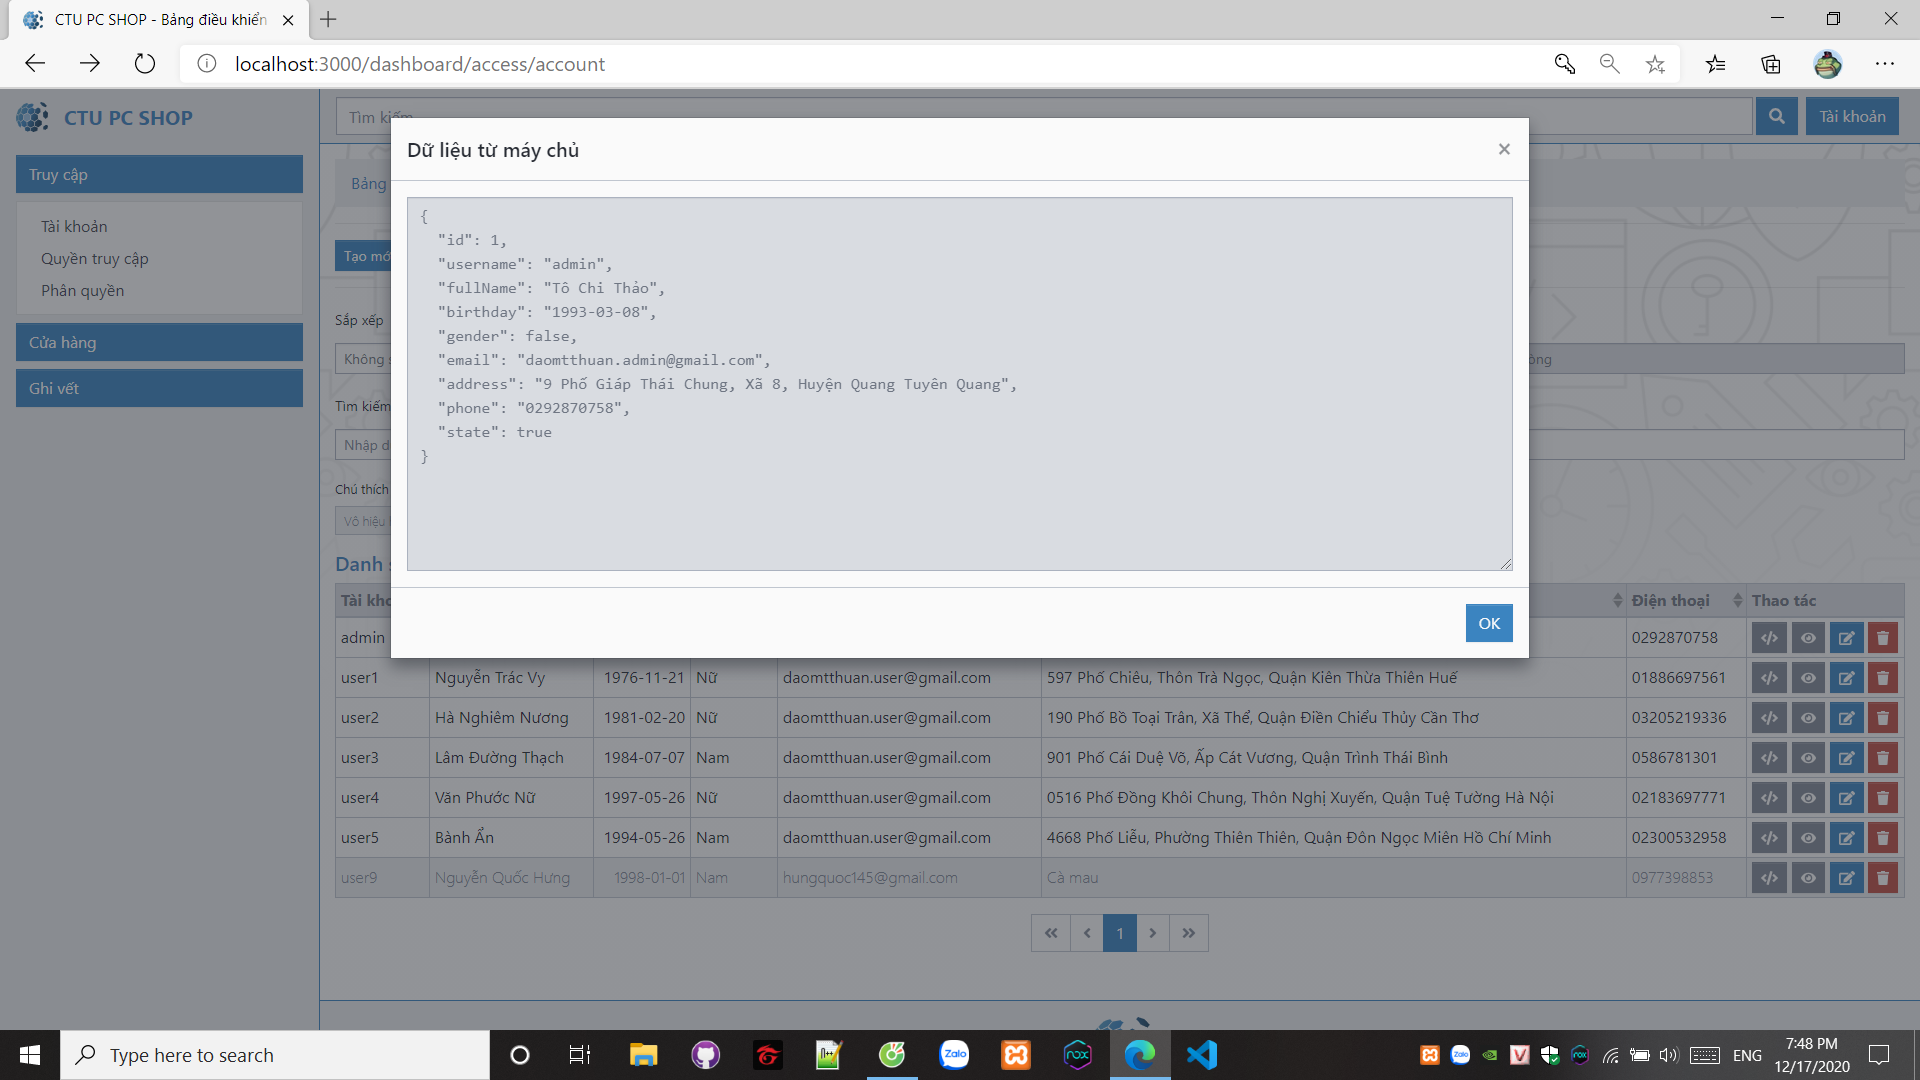 CTU PC SHOP - Bảng điều khiển
localhost:3000/dashboard/access/account
CTU PC SHOP
Tìm kiếm
Tài khoản
Truy cập
Tài khoản
Quyền truy cập
Phân quyền
Cửa hàng
Ghi vết
Bảng
Tạo mớ
Sắp xếp
Không s
Tìm kiếm
Nhập d
Chú thích
Vô hiệu
Dữ liệu từ máy chủ
{
"id": 1,
"username": "admin",
"fullName": "Tô Chi Thảo",
"birthday": "1993-03-08",
"gender": false,
"email": "daomtthuan.admin@gmail.com",
"address": "9 Phố Giáp Thái Chung, Xã 8, Huyện Quang Tuyên Quang",
"phone": "0292870758",
"state": true
}
OK
Danh s
Tài kho Điện thoại Thao tác
admin 0292870758
user1 Nguyễn Trác Vy 1976-11-21 Nữ daomtthuan.user@gmail.com 597 Phố Chiêu, Thôn Trà Ngọc, Quận Kiên Thừa Thiên Huế 01886697561
user2 Hà Nghiêm Nương 1981-02-20 Nữ daomtthuan.user@gmail.com 190 Phố Bồ Toại Trân, Xã Thể, Quận Điền Chiểu Thủy Cần Thơ 03205219336
user3 Lâm Đường Thạch 1984-07-07 Nam daomtthuan.user@gmail.com 901 Phố Cái Duệ Võ, Ấp Cát Vương, Quận Trình Thái Bình 0586781301
user4 Văn Phước Nữ 1997-05-26 Nữ daomtthuan.user@gmail.com 0516 Phố Đồng Khôi Chung, Thôn Nghị Xuyến, Quận Tuệ Tường Hà Nội 02183697771
user5 Bành Ẩn 1994-05-26 Nam daomtthuan.user@gmail.com 4668 Phố Liễu, Phường Thiên Thiên, Quận Đôn Ngọc Miên Hồ Chí Minh 02300532958
user9 Nguyễn Quốc Hưng 1998-01-01 Nam hungquoc145@gmail.com Cà mau 0977398853
« ‹ 1 › »
Type here to search
Zalo
nox
ENG
7:48 PM
12/17/2020